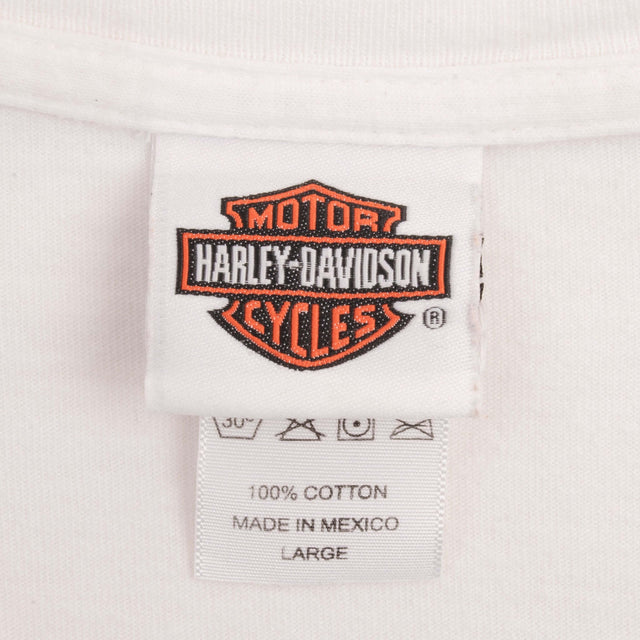 MOTOR
HARLEY-DAVIDSON
CYCLES
®
30°
100% COTTON
MADE IN MEXICO
LARGE